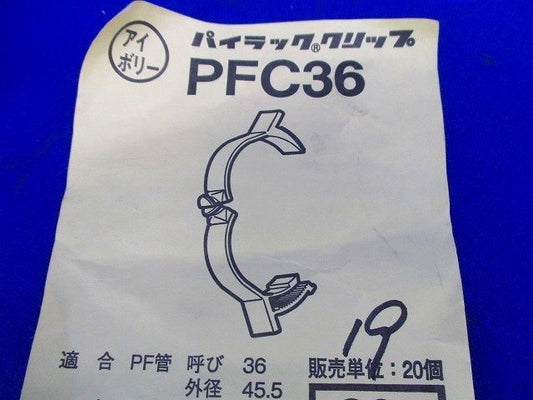 アイ
ボリー
パイラック®クリップ
PFC36
19
適合 PF管 呼び 36
外径 45.5
販売単位：20個